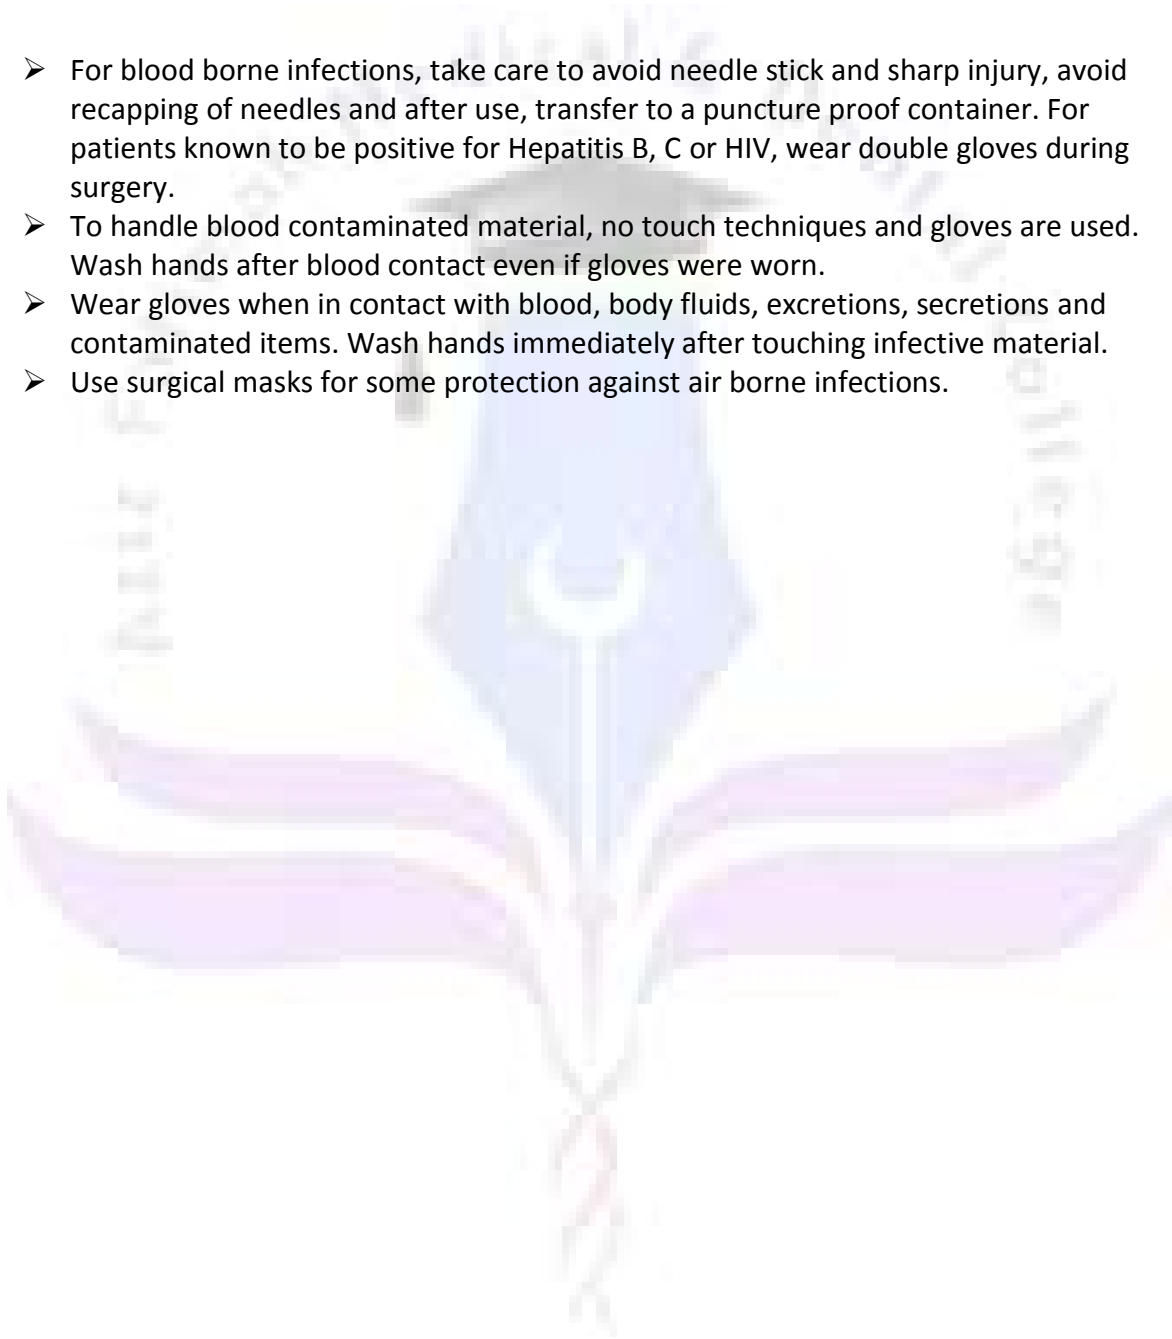 ➢ For blood borne infections, take care to avoid needle stick and sharp injury, avoid
recapping of needles and after use, transfer to a puncture proof container. For
patients known to be positive for Hepatitis B, C or HIV, wear double gloves during
surgery.
➢ To handle blood contaminated material, no touch techniques and gloves are used.
Wash hands after blood contact even if gloves were worn.
➢ Wear gloves when in contact with blood, body fluids, excretions, secretions and
contaminated items. Wash hands immediately after touching infective material.
➢ Use surgical masks for some protection against air borne infections.